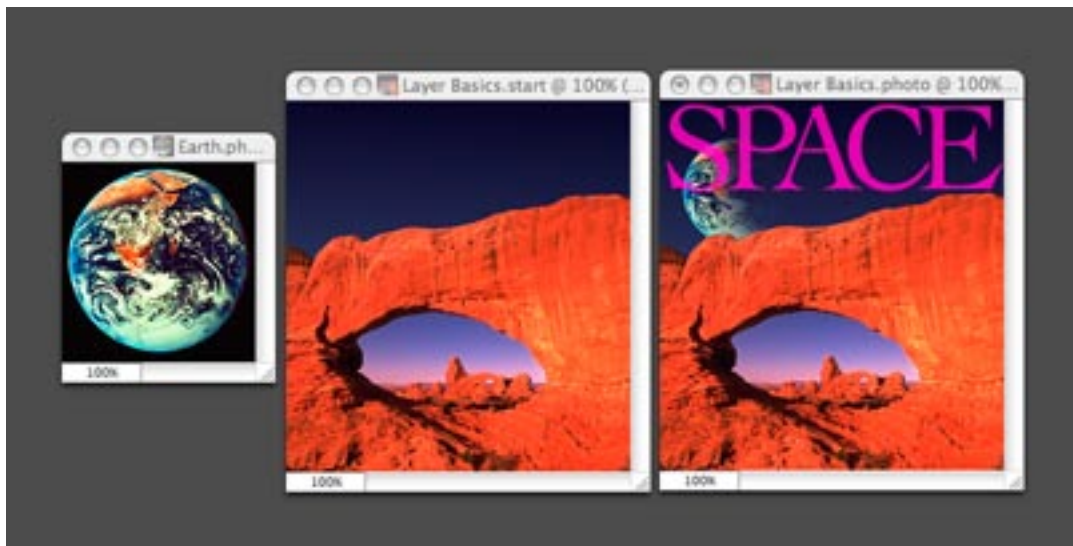 Earth.ph...
100%
Layer Basics.start @ 100% (...
100%
Layer Basics.photo @ 100%...
SPACE
100%